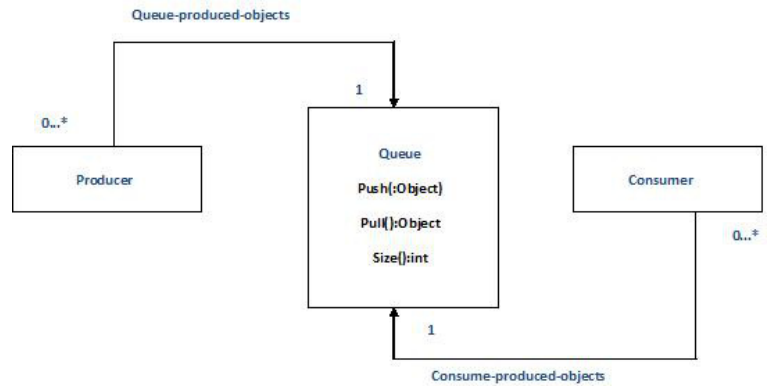 Queue-produced-objects
1
0...*
Producer
Queue
Push(:Object)
Pull():Object
Size():int
Consumer
0...*
1
Consume-produced-objects